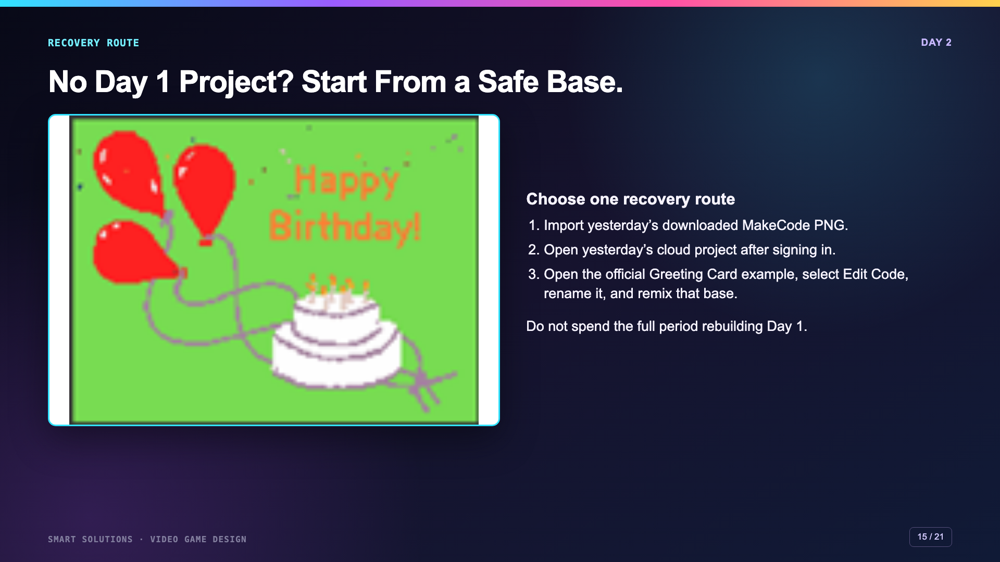 RECOVERY ROUTE
DAY 2
No Day 1 Project? Start From a Safe Base.
Happy
Birthday!
Choose one recovery route
1. Import yesterday’s downloaded MakeCode PNG.
2. Open yesterday’s cloud project after signing in.
3. Open the official Greeting Card example, select Edit Code,
rename it, and remix that base.
Do not spend the full period rebuilding Day 1.
SMART SOLUTIONS · VIDEO GAME DESIGN
15 / 21